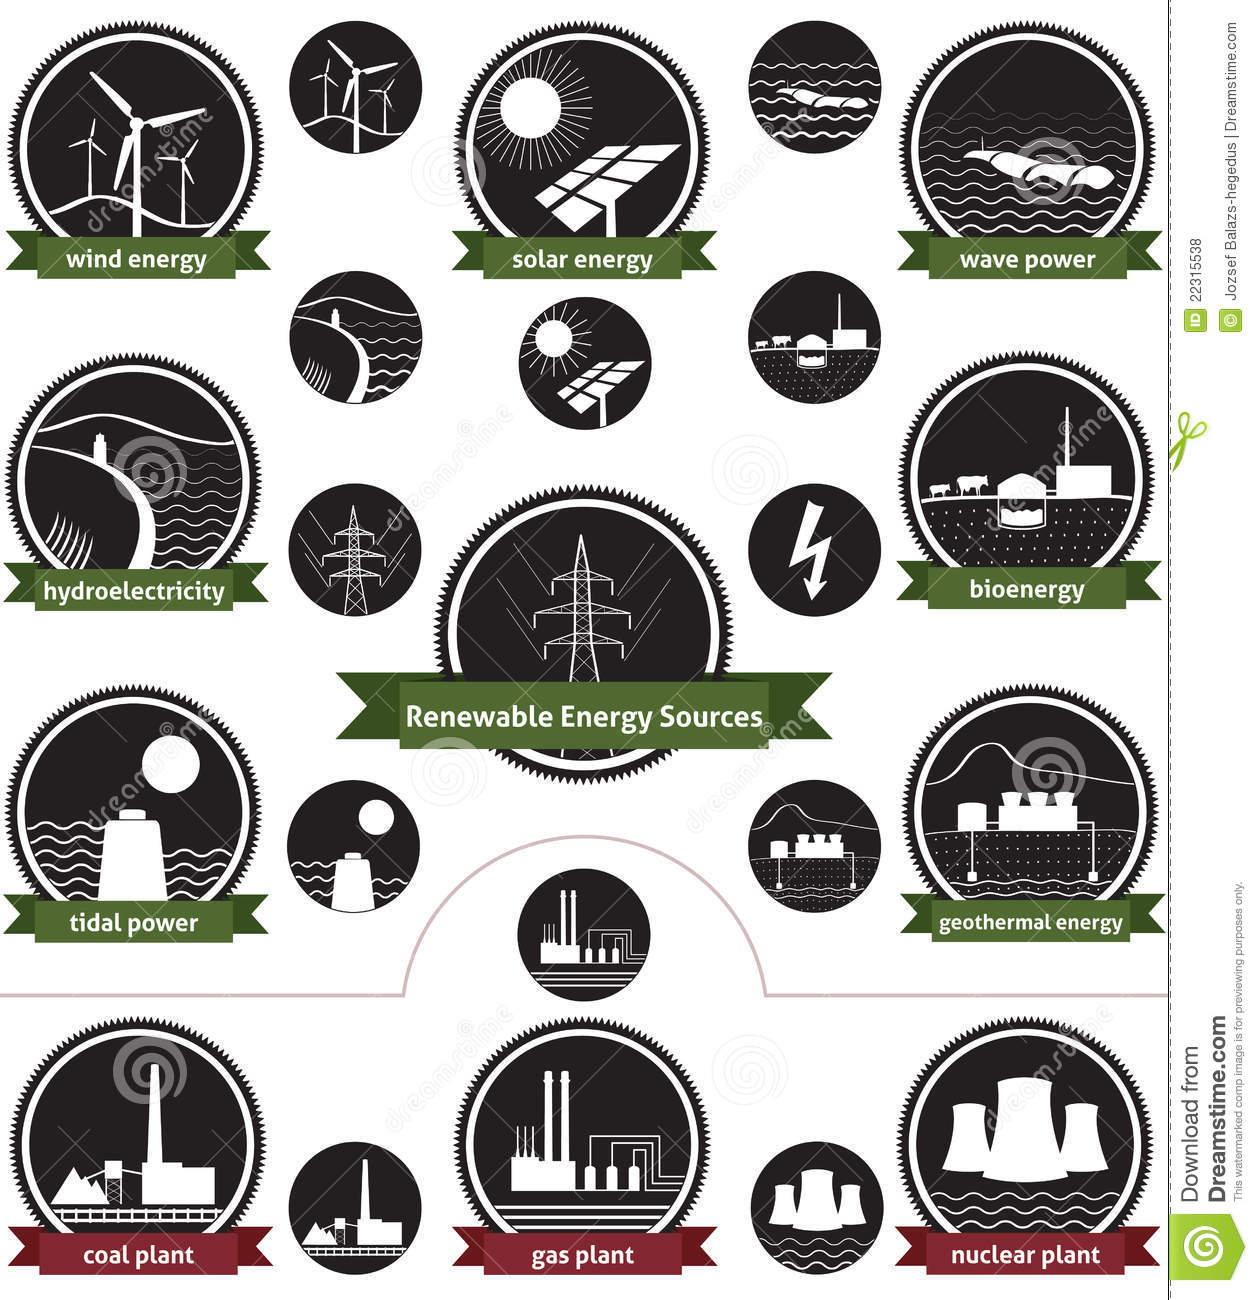 wind energy
solar energy
wave power
hydroelectricity
bioenergy
Renewable Energy Sources
tidal power
geothermal energy
coal plant
gas plant
nuclear plant
ID 22315538
© Jozsef Balazs-hegedus | Dreamstime.com
Download from
Dreamstime.com
This watermarked comp image is for previewing purposes only.
dreamstime